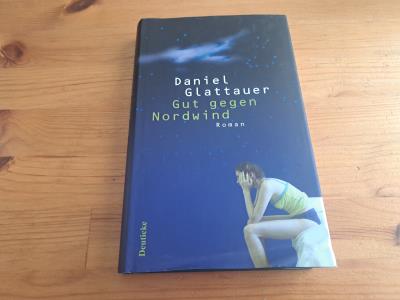 Daniel
Glattauer
Gut gegen
Nordwind
Roman
Deuticke